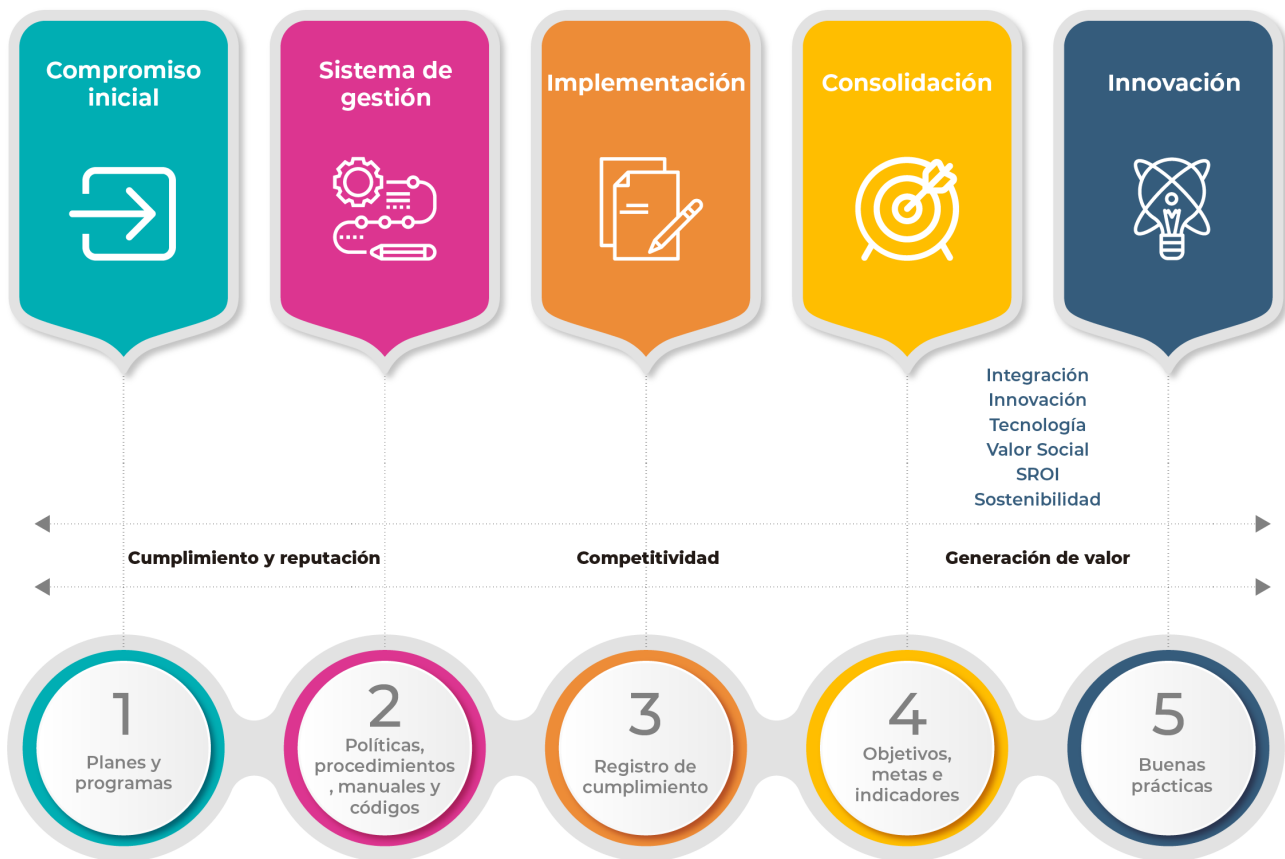 Compromiso
inicial
Sistema de
gestión
Implementación
Consolidación
Innovación
Integración
Innovación
Tecnología
Valor Social
SROI
Sostenibilidad
Cumplimiento y reputación
Competitividad
Generación de valor
1
Planes y
programas
2
Políticas,
procedimientos
, manuales y
códigos
3
Registro de
cumplimiento
4
Objetivos,
metas e
indicadores
5
Buenas
prácticas